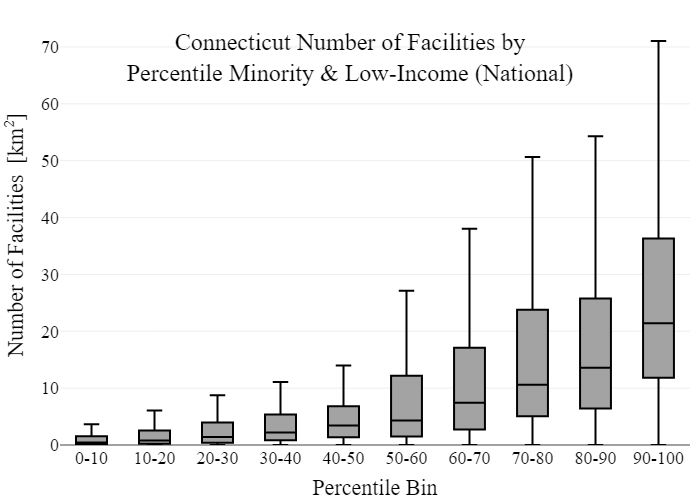 Connecticut Number of Facilities by
Percentile Minority & Low-Income (National)
Number of Facilities [km²]
70
60
50
40
30
20
10
0
0-10 10-20 20-30 30-40 40-50 50-60 60-70 70-80 80-90 90-100
Percentile Bin